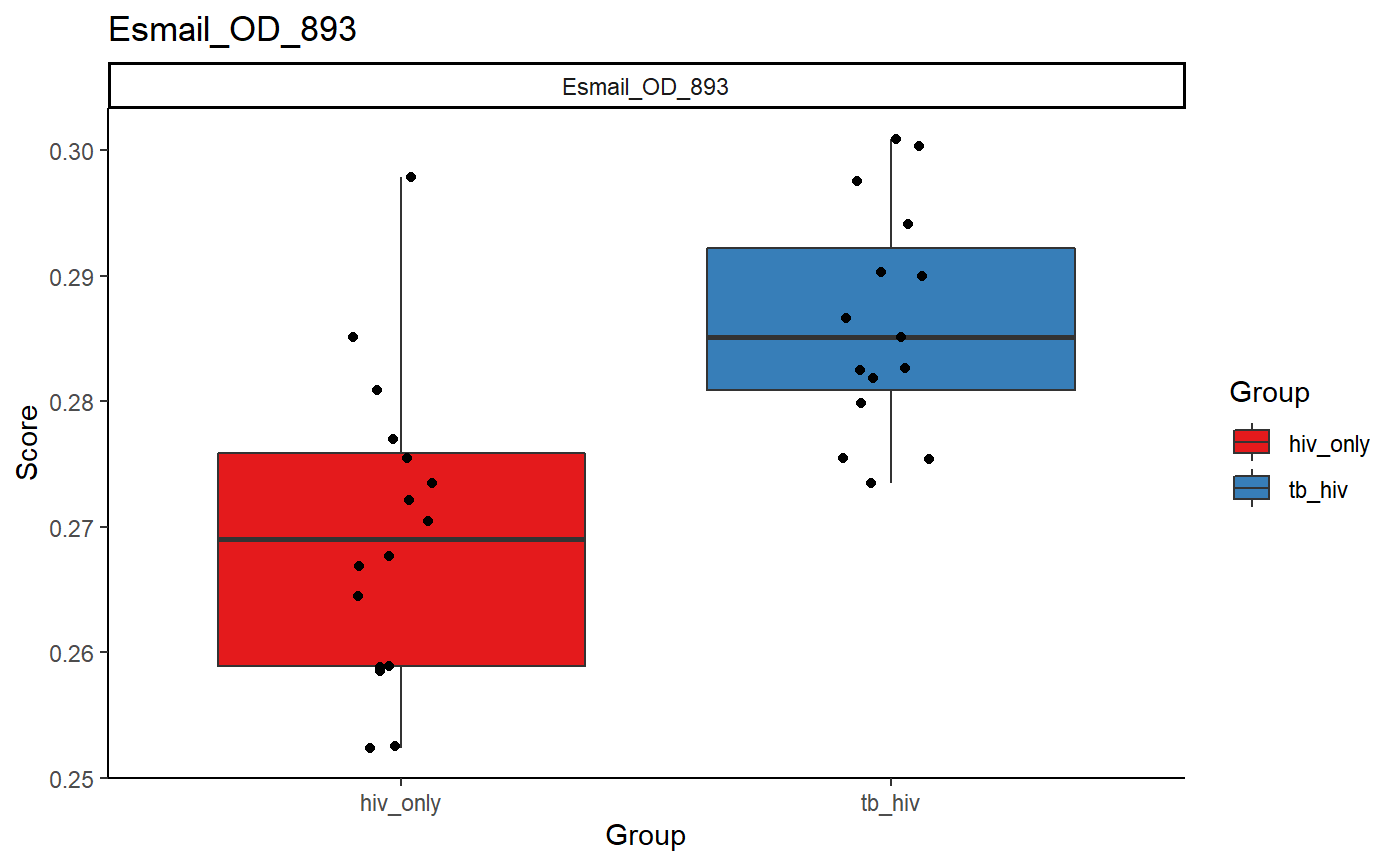 Esmail_OD_893
Esmail_OD_893
0.30
0.29
0.28
0.27
0.26
0.25
Score
hiv_only
tb_hiv
Group
Group
hiv_only
tb_hiv